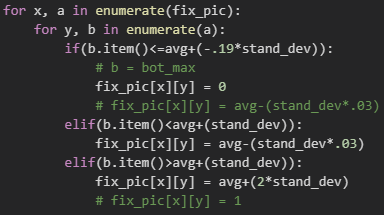 for x, a in enumerate(fix_pic):
    for y, b in enumerate(a):
        if(b.item()<=avg+(-.19*stand_dev)):
            # b = bot_max
            fix_pic[x][y] = 0
            # fix_pic[x][y] = avg-(stand_dev*.03)
        elif(b.item()<avg+(stand_dev)):
            fix_pic[x][y] = avg-(stand_dev*.03)
        elif(b.item()>avg+(stand_dev)):
            fix_pic[x][y] = avg+(2*stand_dev)
            # fix_pic[x][y] = 1